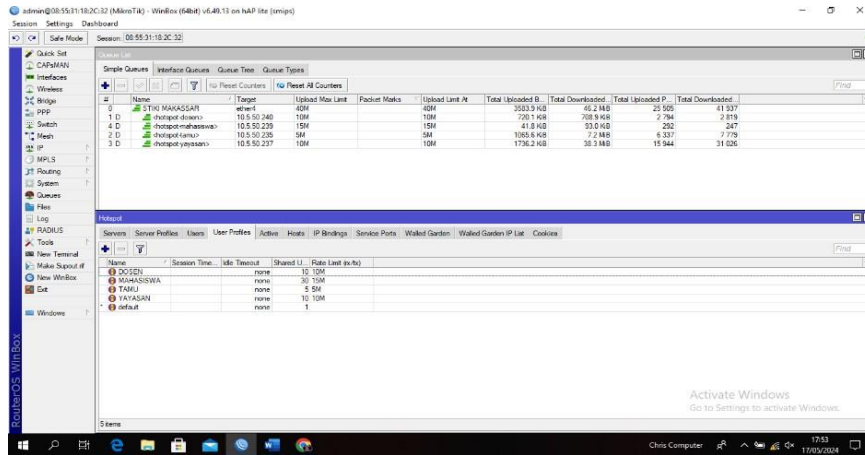 admin@08:55:31:18:2C:32 (MikroTik) - WinBox (64bit) v6.49.13 on hAP lite (smips)
Session Settings Dashboard
Safe Mode Session: 08:55:31:18:2C:32
Quick Set
CAPsMAN
Interfaces
Wireless
Bridge
PPP
Switch
Mesh
IP
MPLS
Routing
System
Queues
Files
Log
RADIUS
Tools
New Terminal
Make Supout.rif
New WinBox
Exit
Windows
RouterOS WinBox
Queue List
Simple Queues Interface Queues Queue Tree Queue Types
Reset Counters Reset All Counters Find
# Name Target Upload Max Limit Packet Marks Upload Limit At Total Uploaded B... Total Downloaded... Total Uploaded P... Total Downloaded...
0 STIKI MAKASSAR ether4 40M 40M 3583.9 KiB 46.2 MiB 25 505 41 937
1 D <hotspot-dosen> 10.5.50.240 10M 10M 720.1 KiB 708.9 KiB 2 794 2 819
4 D <hotspot-mahasiswa> 10.5.50.239 15M 15M 41.8 KiB 93.0 KiB 292 247
2 D <hotspot-tamu> 10.5.50.235 5M 5M 1065.6 KiB 7.2 MiB 6 337 7 779
3 D <hotspot-yayasan> 10.5.50.237 10M 10M 1736.2 KiB 38.3 MiB 15 944 31 026
Hotspot
Servers Server Profiles Users User Profiles Active Hosts IP Bindings Service Ports Walled Garden Walled Garden IP List Cookies
Find
Name Session Time... Idle Timeout Shared U... Rate Limit (rx/tx)
DOSEN none 10 10M
MAHASISWA none 30 15M
TAMU none 5 5M
YAYASAN none 10 10M
* default none 1
5 items
Activate Windows
Go to Settings to activate Windows.
Chris Computer 17:53
17/05/2024